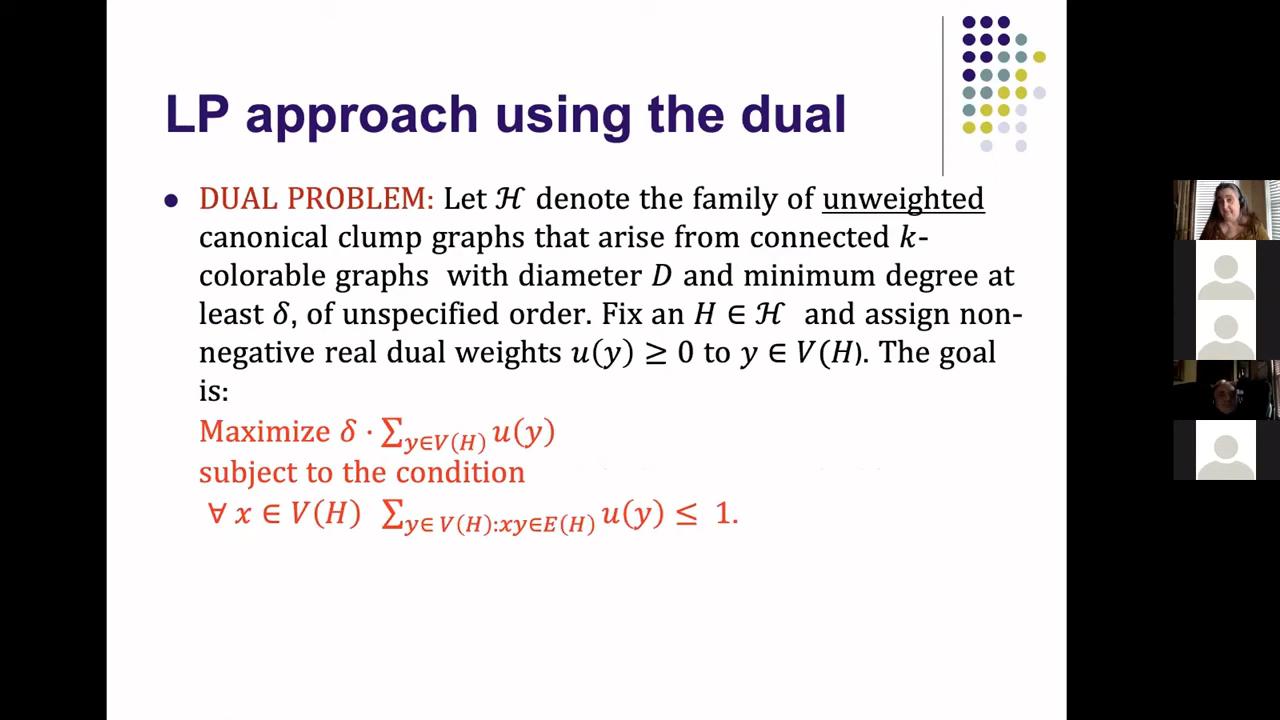 LP approach using the dual
• DUAL PROBLEM: Let ℋ denote the family of unweighted
canonical clump graphs that arise from connected k-
colorable graphs with diameter D and minimum degree at
least δ, of unspecified order. Fix an H ∈ ℋ and assign non-
negative real dual weights u(y) ≥ 0 to y ∈ V(H). The goal
is:
Maximize δ · ∑_{y∈V(H)} u(y)
subject to the condition
∀ x ∈ V(H) ∑_{y∈ V(H):xy∈E(H)} u(y) ≤ 1.